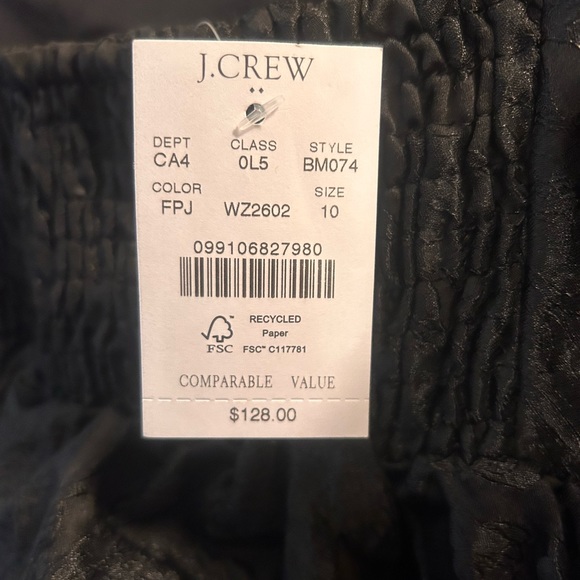 J.CREW
DEPT CLASS STYLE
CA4 0L5 BM074
COLOR SIZE
FPJ WZ2602 10
099106827980
RECYCLED
Paper
FSC FSC™ C117781
COMPARABLE VALUE
$128.00